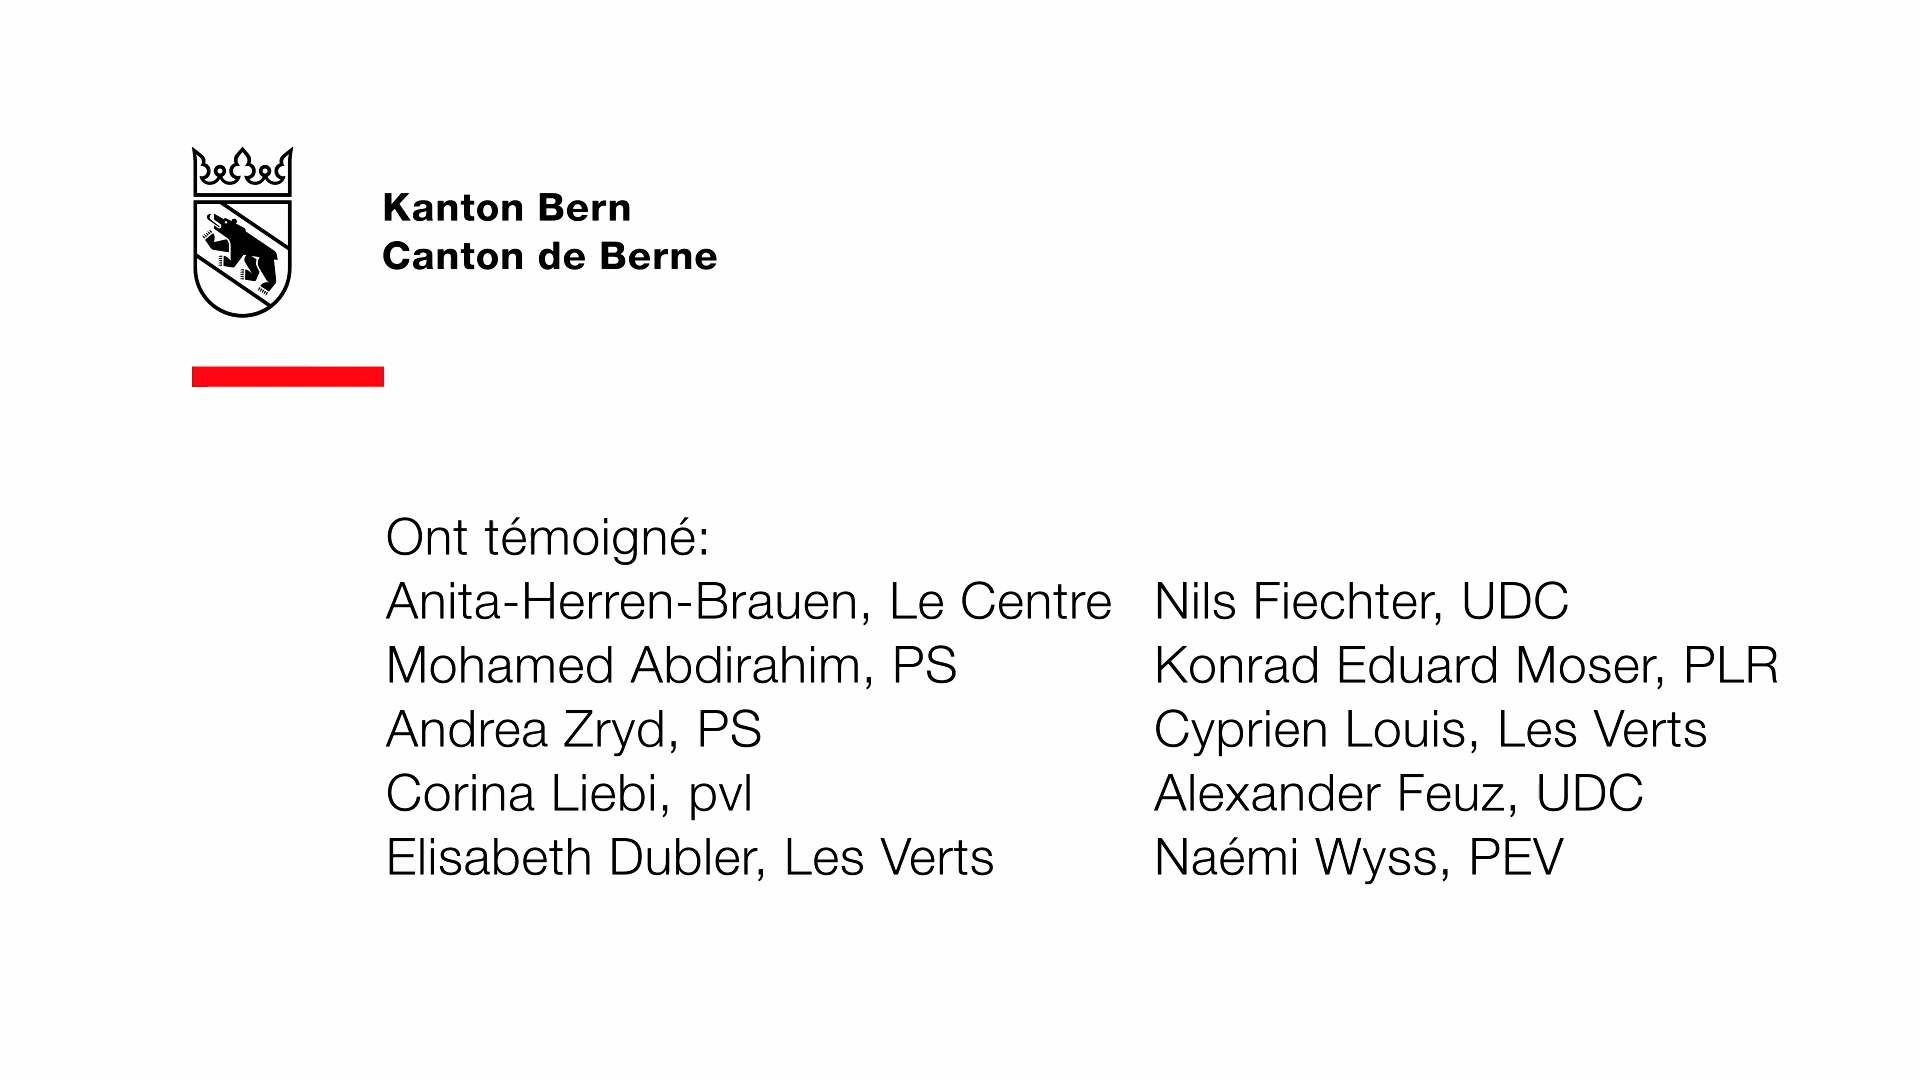 Kanton Bern
Canton de Berne
Ont témoigné:
Anita-Herren-Brauen, Le Centre
Mohamed Abdirahim, PS
Andrea Zryd, PS
Corina Liebi, pvl
Elisabeth Dubler, Les Verts
Nils Fiechter, UDC
Konrad Eduard Moser, PLR
Cyprien Louis, Les Verts
Alexander Feuz, UDC
Naémi Wyss, PEV